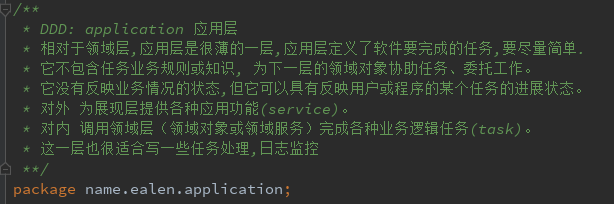 /**
 * DDD: application 应用层
 * 相对于领域层,应用层是很薄的一层,应用层定义了软件要完成的任务,要尽量简单.
 * 它不包含任务业务规则或知识, 为下一层的领域对象协助任务、委托工作。
 * 它没有反映业务情况的状态,但它可以具有反映用户或程序的某个任务的进展状态。
 * 对外 为展现层提供各种应用功能(service)。
 * 对内 调用领域层（领域对象或领域服务）完成各种业务逻辑任务(task)。
 * 这一层也很适合写一些任务处理,日志监控
 **/
package name.ealen.application;